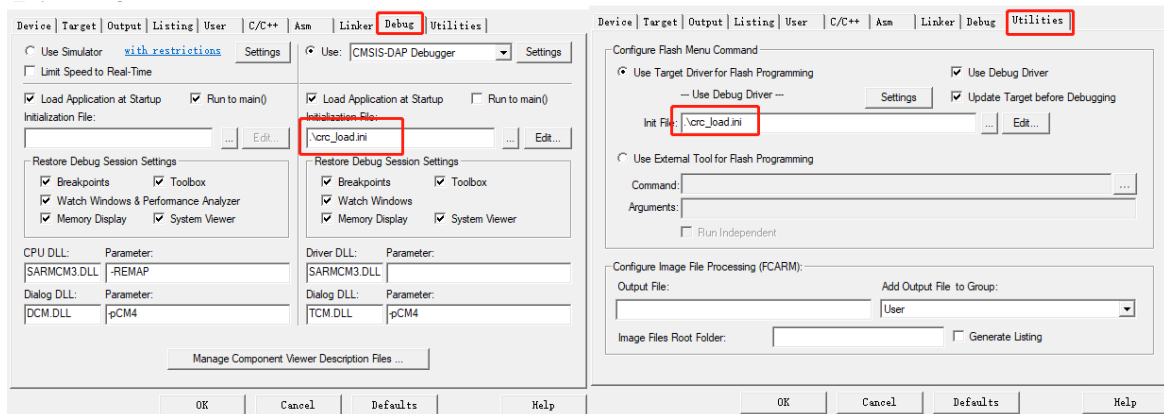 Device Target Output Listing User C/C++ Asm Linker Debug Utilities
Use Simulator with restrictions Settings
Limit Speed to Real-Time
Load Application at Startup Run to main()
Initialization File:
... Edit...
Restore Debug Session Settings
Breakpoints Toolbox
Watch Windows & Performance Analyzer
Memory Display System Viewer
CPU DLL: Parameter:
SARMCM3.DLL -REMAP
Dialog DLL: Parameter:
DCM.DLL -pCM4
Use: CMSIS-DAP Debugger Settings
Load Application at Startup Run to main()
Initialization File:
.\crc_load.ini ... Edit...
Restore Debug Session Settings
Breakpoints Toolbox
Watch Windows
Memory Display System Viewer
Driver DLL: Parameter:
SARMCM3.DLL
Dialog DLL: Parameter:
TCM.DLL -pCM4
Manage Component Viewer Description Files ...
OK Cancel Defaults Help
Device Target Output Listing User C/C++ Asm Linker Debug Utilities
Configure Flash Menu Command
Use Target Driver for Flash Programming Use Debug Driver
-- Use Debug Driver -- Settings Update Target before Debugging
Init File: .\crc_load.ini ... Edit...
Use External Tool for Flash Programming
Command: ...
Arguments:
Run Independent
Configure Image File Processing (FCARM):
Output File: Add Output File to Group:
User
Image Files Root Folder: Generate Listing
OK Cancel Defaults Help